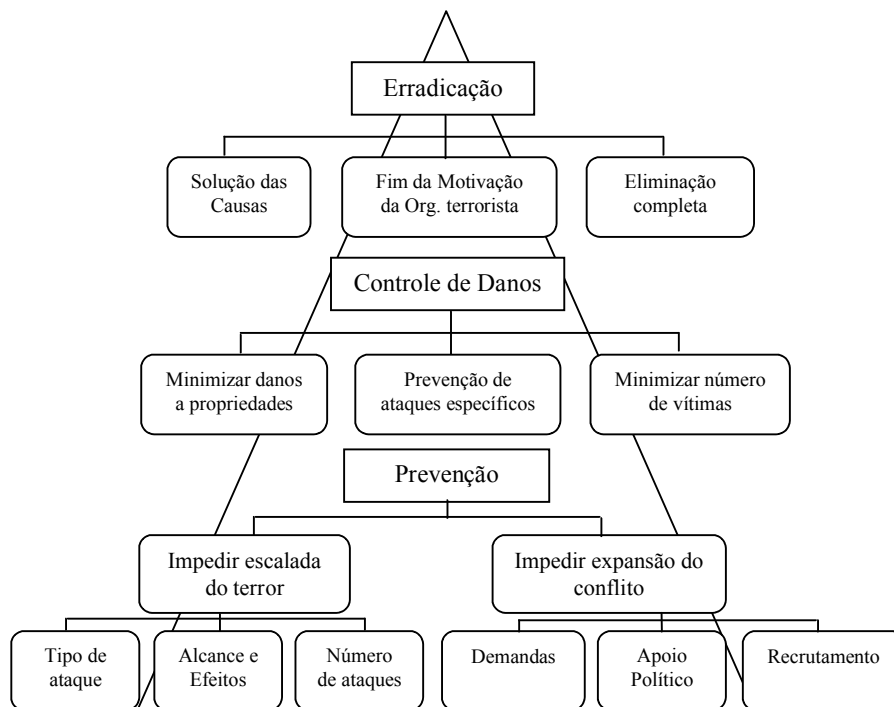 Erradicação
Solução das
Causas
Fim da Motivação
da Org. terrorista
Eliminação
completa
Controle de Danos
Minimizar danos
a propriedades
Prevenção de
ataques específicos
Minimizar número
de vítimas
Prevenção
Impedir escalada
do terror
Impedir expansão do
conflito
Tipo de
ataque
Alcance e
Efeitos
Número
de ataques
Demandas
Apoio
Político
Recrutamento